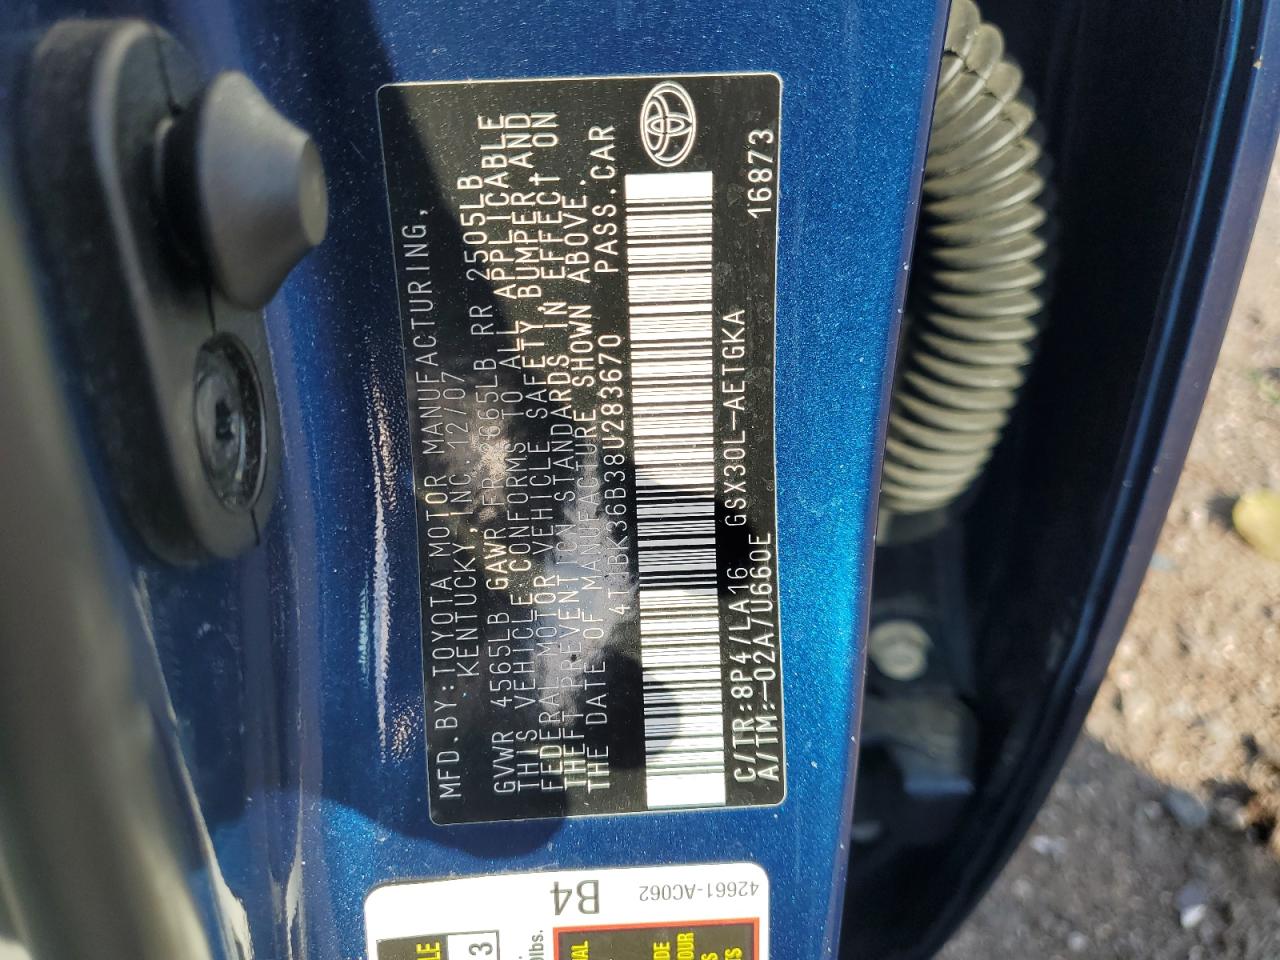 MFD.BY:TOYOTA MOTOR MANUFACTURING,
KENTUCKY, INC. 12/07
GVWR 4565LB GAWR FR 2665LB RR 2505LB
THIS VEHICLE CONFORMS TO ALL APPLICABLE
FEDERAL MOTOR VEHICLE SAFETY, BUMPER, AND
THEFT PREVENTION STANDARDS IN EFFECT ON
THE DATE OF MANUFACTURE SHOWN ABOVE.
4T1BK36B38U283670 PASS.CAR
C/TR:8P4/LA16 GSX30L-AETGKA
A/TM:-02A/U660E 16873
B4
42661-AC062
3
lbs.